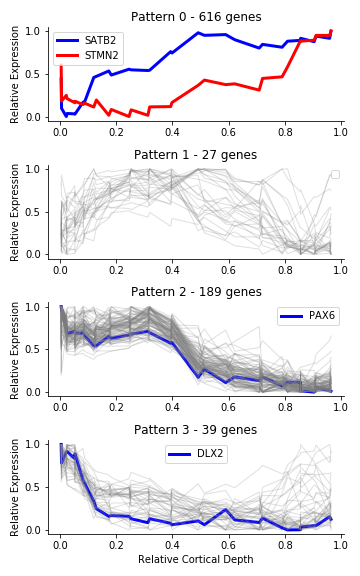 Pattern 0 - 616 genes
SATB2
STMN2
Relative Expression
1.0
0.5
0.0
0.0 0.2 0.4 0.6 0.8 1.0
Pattern 1 - 27 genes
Relative Expression
1.0
0.5
0.0
0.0 0.2 0.4 0.6 0.8 1.0
Pattern 2 - 189 genes
PAX6
Relative Expression
1.0
0.5
0.0
0.0 0.2 0.4 0.6 0.8 1.0
Pattern 3 - 39 genes
DLX2
Relative Expression
1.0
0.5
0.0
0.0 0.2 0.4 0.6 0.8 1.0
Relative Cortical Depth